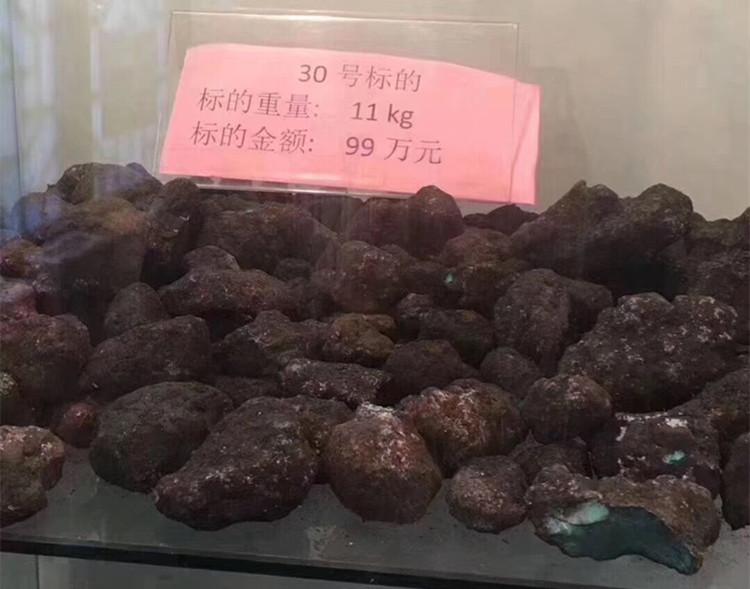 30 号标的
标的重量: 11 kg
标的金额: 99 万元